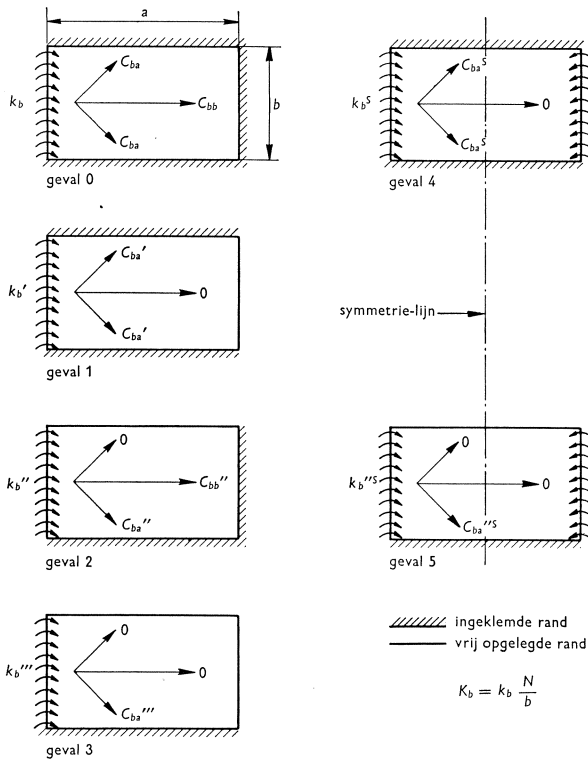 a
k_b
C_ba
C_bb
C_ba
b
geval 0
k_b^S
C_ba^S
0
C_ba^S
geval 4
k_b'
C_ba'
0
C_ba'
geval 1
symmetrie-lijn
k_b''
0
C_bb''
C_ba''
geval 2
k_b''^S
0
0
C_ba''^S
geval 5
k_b'''
0
0
C_ba'''
geval 3
ingeklemde rand
vrij opgelegde rand
K_b = k_b N/b